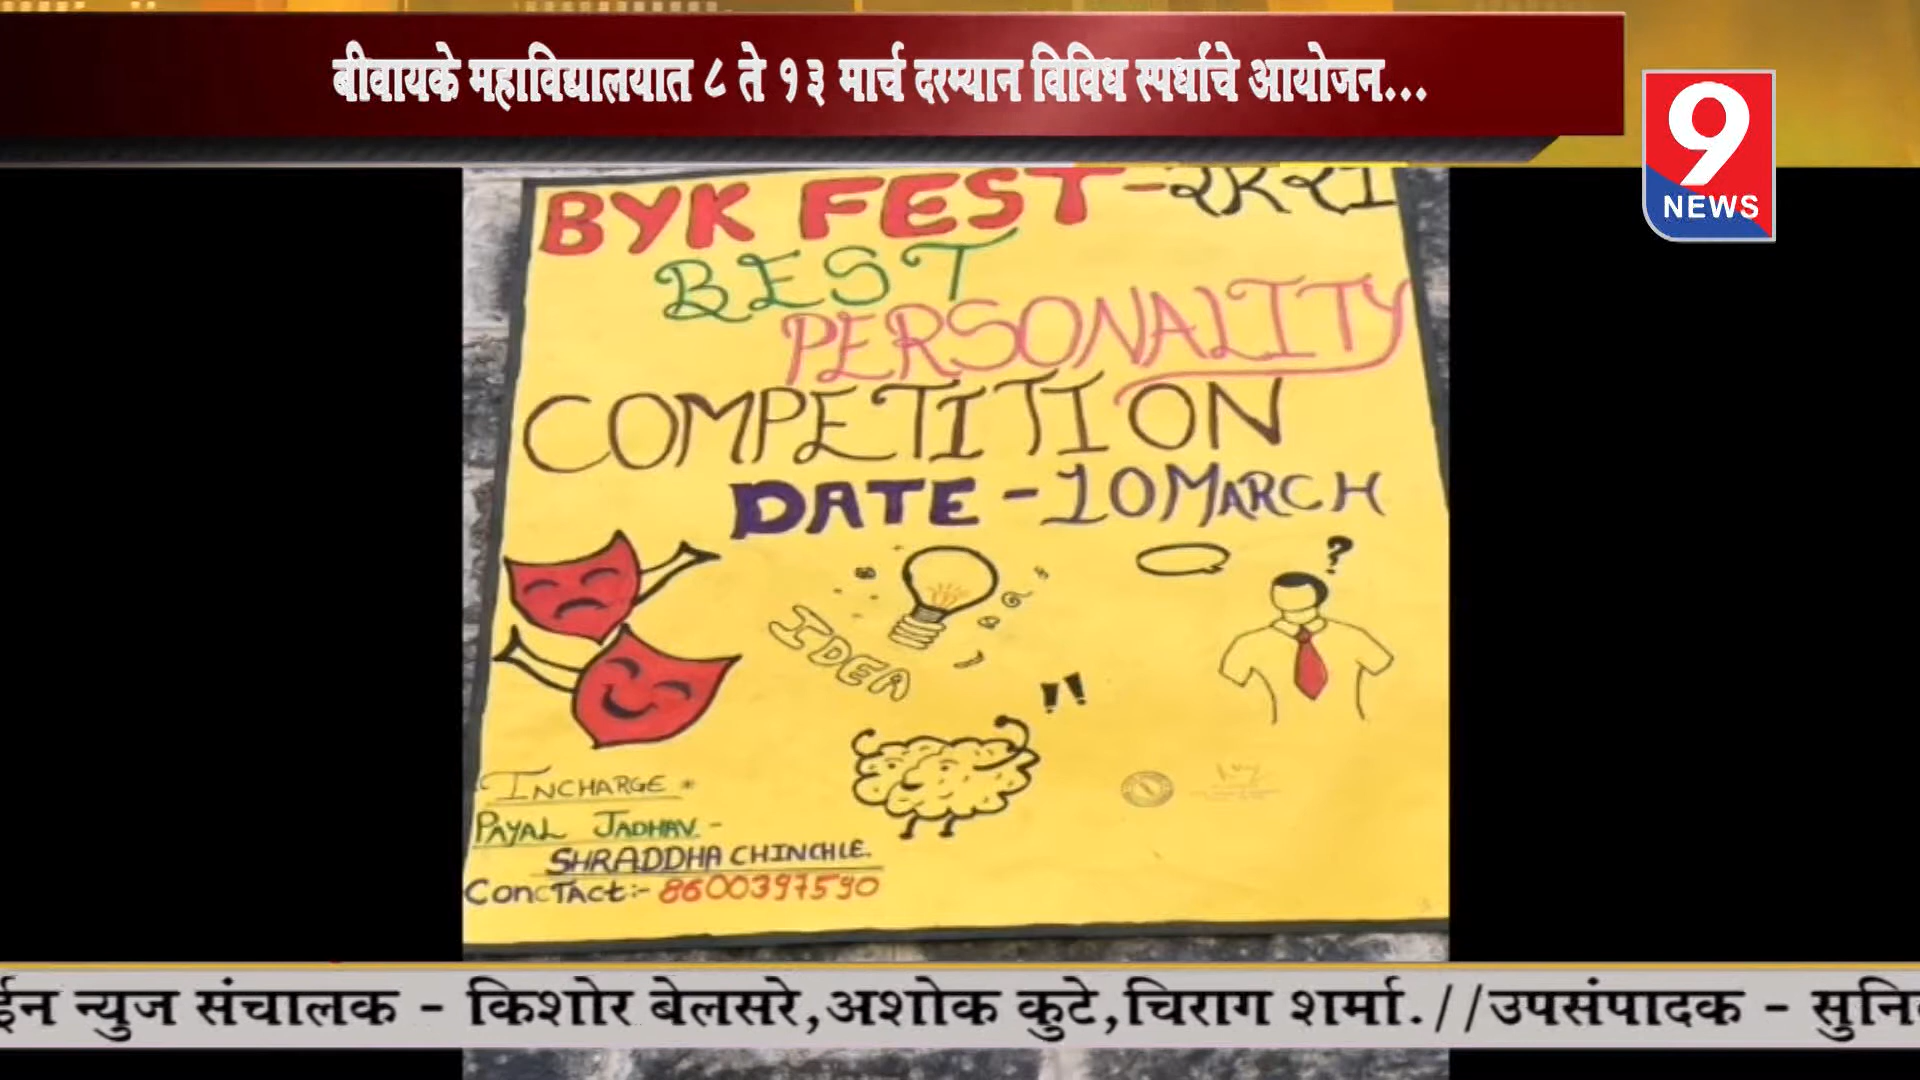 बीवायके महाविद्यालयात ८ ते १३ मार्च दरम्यान विविध स्पर्धांचे आयोजन...
9
NEWS
BYK FEST -
BEST
PERSONALITY
COMPETITION
DATE - 10 MARCH
?
IDEA
!!
INCHARGE *
PAYAL JADHAV -
SHRADDHA CHINCHLE.
ConcTAct:- 8600397590
ईन न्युज संचालक - किशोर बेलसरे,अशोक कुटे,चिराग शर्मा.//उपसंपादक -